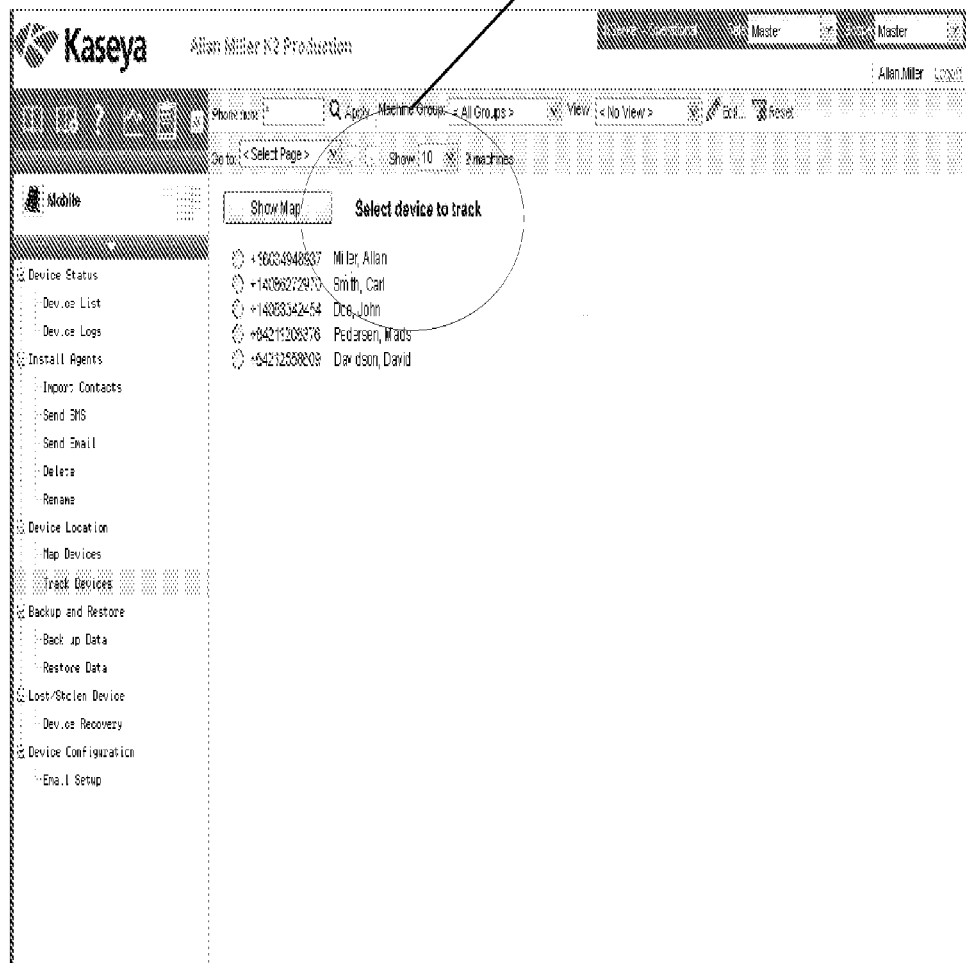 Kaseya
Allan Miller K2 Production
Master
Master
Allan.Miller Logoff
Apply Machine Group: < All Groups > View: < No View > Edit... Reset
Go to: < Select Page > Show 10 2 machines
Mobile
Show Map Select device to track
Miller, Allan
Smith, Carl
Doe, John
Pedersen, Mads
Davidson, David
Device Status
Device List
Device Logs
Install Agents
Import Contacts
Send SMS
Send Email
Delete
Rename
Device Location
Map Devices
Track Devices
Backup and Restore
Back up Data
Restore Data
Lost/Stolen Device
Device Recovery
Device Configuration
Email Setup